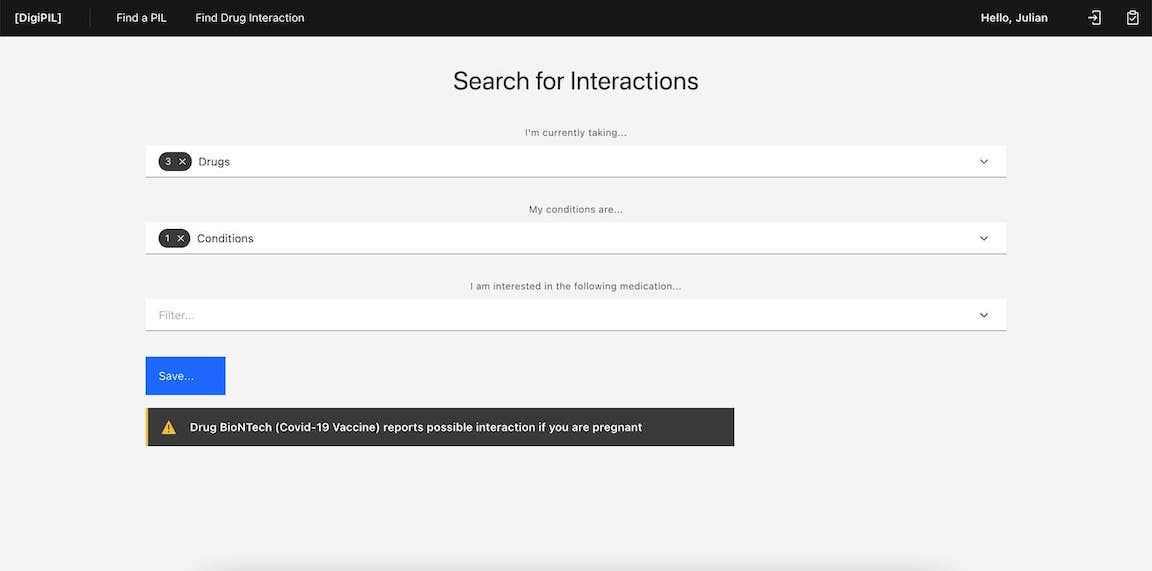 [DigiPIL] Find a PIL Find Drug Interaction Hello, Julian
Search for Interactions
I'm currently taking...
3 × Drugs
My conditions are...
1 × Conditions
I am interested in the following medication...
Filter...
Save...
Drug BioNTech (Covid-19 Vaccine) reports possible interaction if you are pregnant